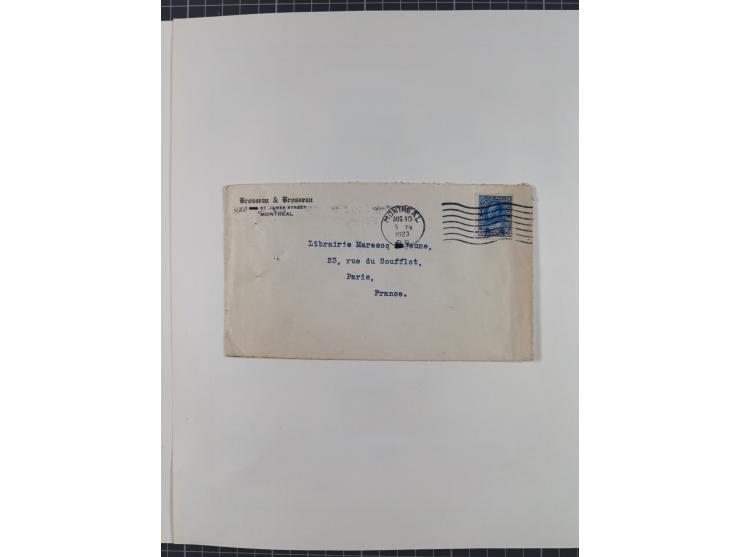 Brosseau & Brosseau
ST. JAMES STREET
MONTREAL
MONTREAL
AUG 10
5 PM
1923
P.Q.
Librairie Marescq Jeune,
23, rue du Soufflot,
Paris,
France.